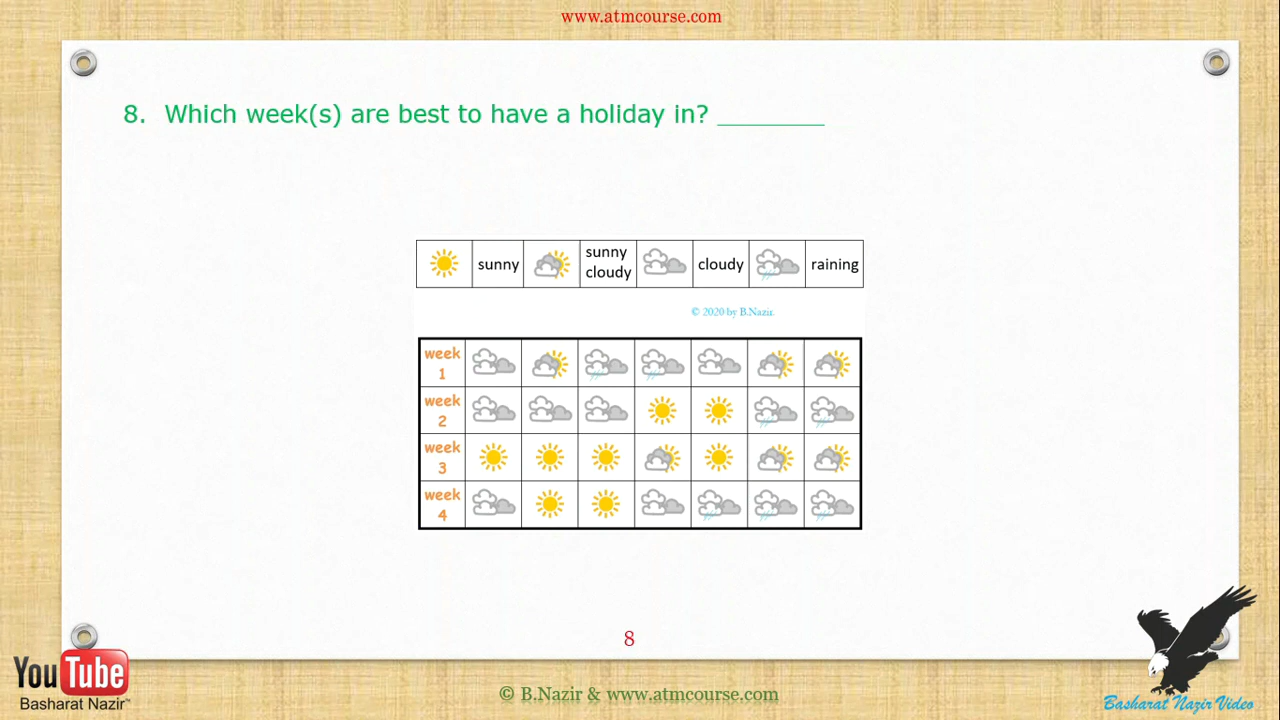 www.atmcourse.com
8. Which week(s) are best to have a holiday in? ________
sunny
sunny
cloudy
cloudy
raining
© 2020 by B.Nazir.
week
1
week
2
week
3
week
4
8
YouTube
Basharat Nazir™
© B.Nazir & www.atmcourse.com
Basharat Nazir Video